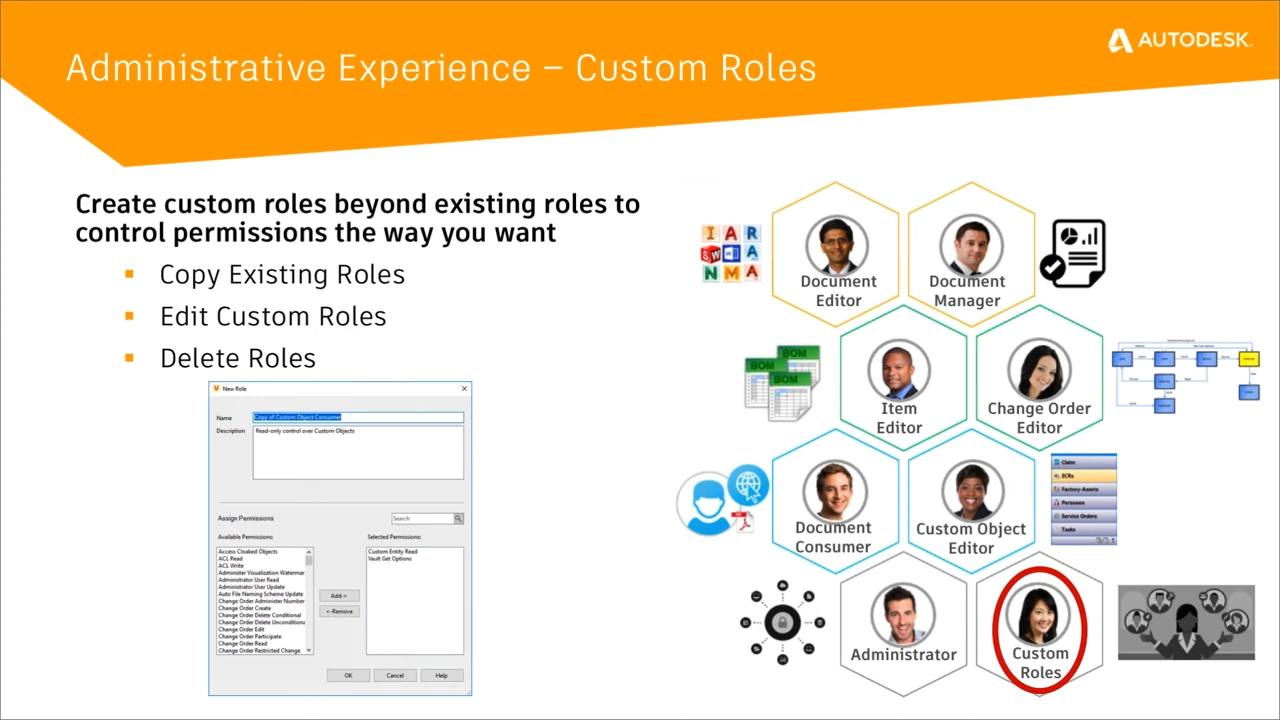 AUTODESK.
Administrative Experience – Custom Roles
Create custom roles beyond existing roles to
control permissions the way you want
Copy Existing Roles
Edit Custom Roles
Delete Roles
New Role
Name
Copy of Custom Object Consumer
Description
Read-only control over Custom Objects
Assign Permissions
Search
Available Permissions:
Access Cloaked Objects
ACL Read
ACL Write
Administer Visualization Watermar
Administrator User Read
Administrator User Update
Auto File Naming Scheme Update
Change Order Administer Number
Change Order Create
Change Order Delete Conditional
Change Order Delete Unconditiona
Change Order Edit
Change Order Participate
Change Order Read
Change Order Restricted Change
Add->
<-Remove
Selected Permissions:
Custom Entity Read
Vault Get Options
OK
Cancel
Help
I A R
W A
N M A
Document
Editor
Document
Manager
BOM
BOM
BOM
Item
Editor
Change Order
Editor
Document
Consumer
Custom Object
Editor
Claim
ECRs
Factory-Assets
Personen
Service Orders
Tasks
Administrator
Custom
Roles